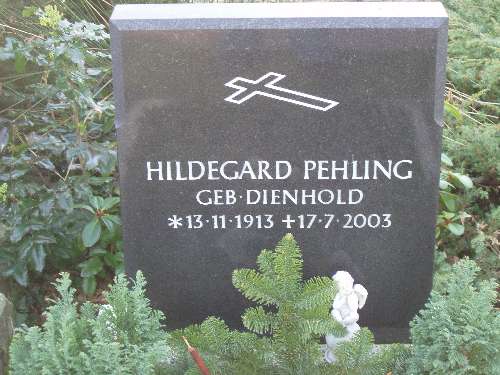 HILDEGARD PEHLING
GEB·DIENHOLD
*13·11·1913 +17·7·2003